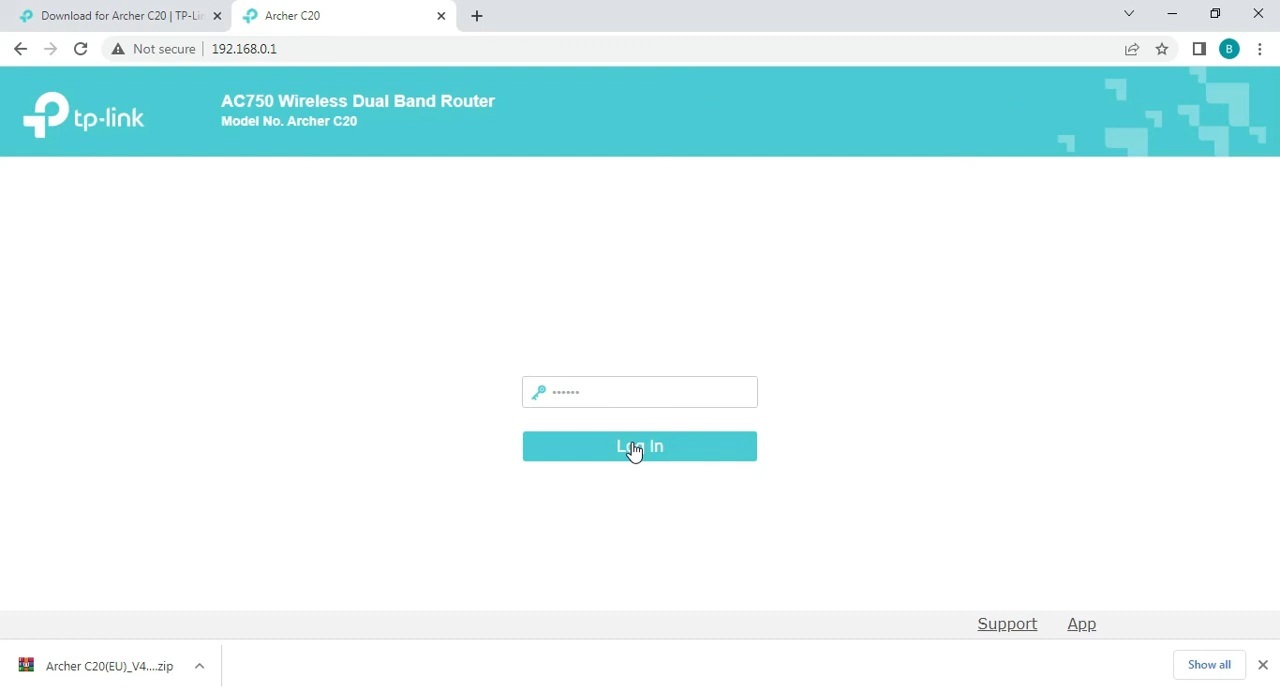 Download for Archer C20 | TP-Lin
Archer C20
Not secure
192.168.0.1
B
tp-link
AC750 Wireless Dual Band Router
Model No. Archer C20
••••••
Log In
Support
App
Archer C20(EU)_V4....zip
Show all